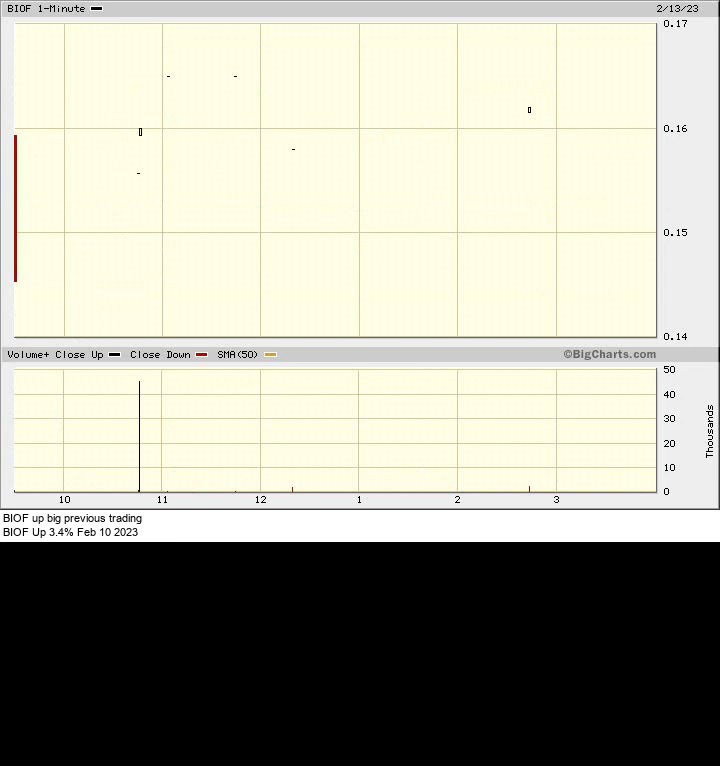 BIOF 1-Minute 2/13/23
0.17
0.16
0.15
0.14
Volume+ Close Up Close Down SMA(50) ©BigCharts.com
50
40
30
20
10
0
Thousands
10 11 12 1 2 3
BIOF up big previous trading
BIOF Up 3.4% Feb 10 2023